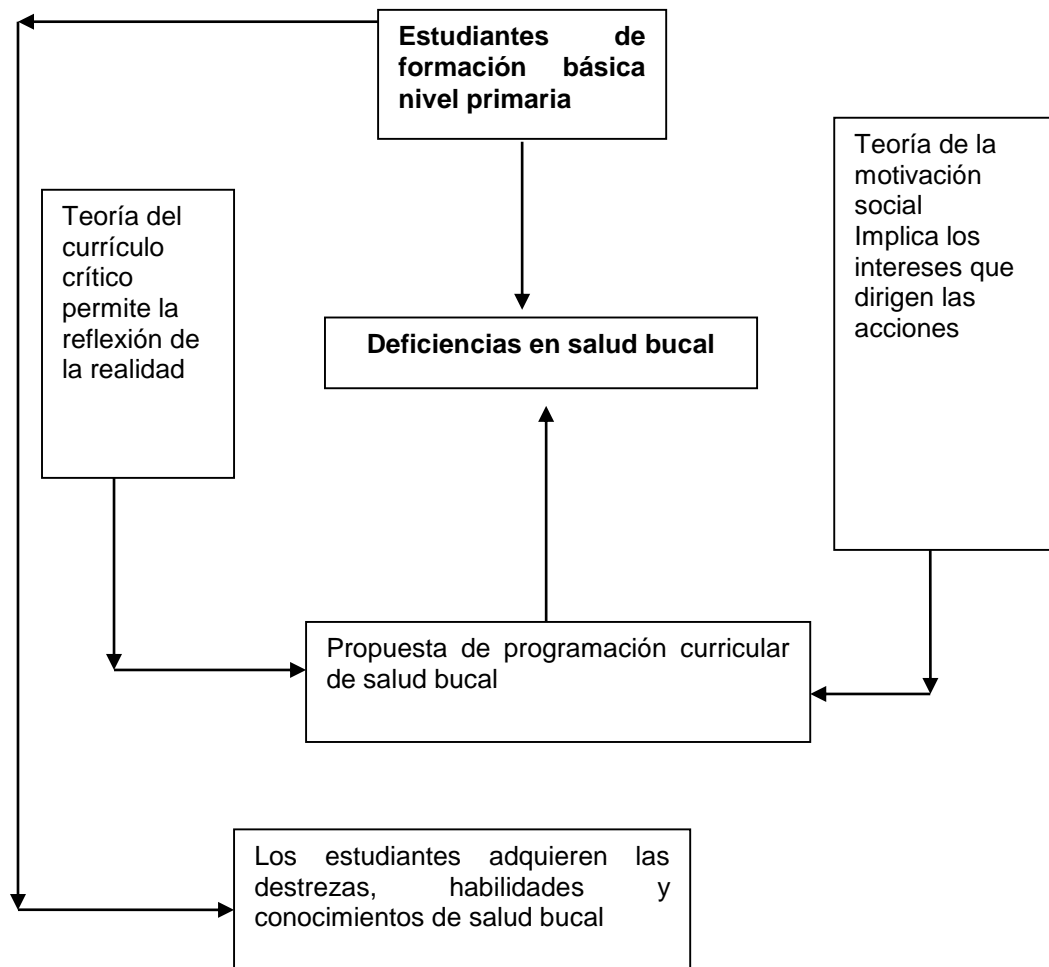 Estudiantes de
formación básica
nivel primaria
Teoría de la
motivación
social
Implica los
intereses que
dirigen las
acciones
Teoría del
currículo
crítico
permite la
reflexión de
la realidad
Deficiencias en salud bucal
Propuesta de programación curricular
de salud bucal
Los estudiantes adquieren las
destrezas, habilidades y
conocimientos de salud bucal